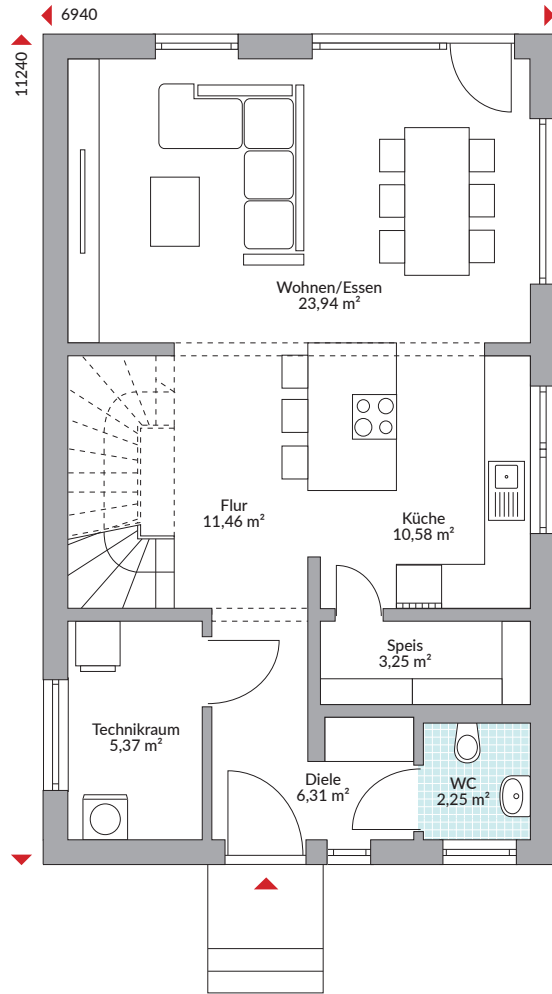 6940
11240
Wohnen/Essen
23,94 m²
Flur
11,46 m²
Küche
10,58 m²
Speis
3,25 m²
Technikraum
5,37 m²
Diele
6,31 m²
WC
2,25 m²